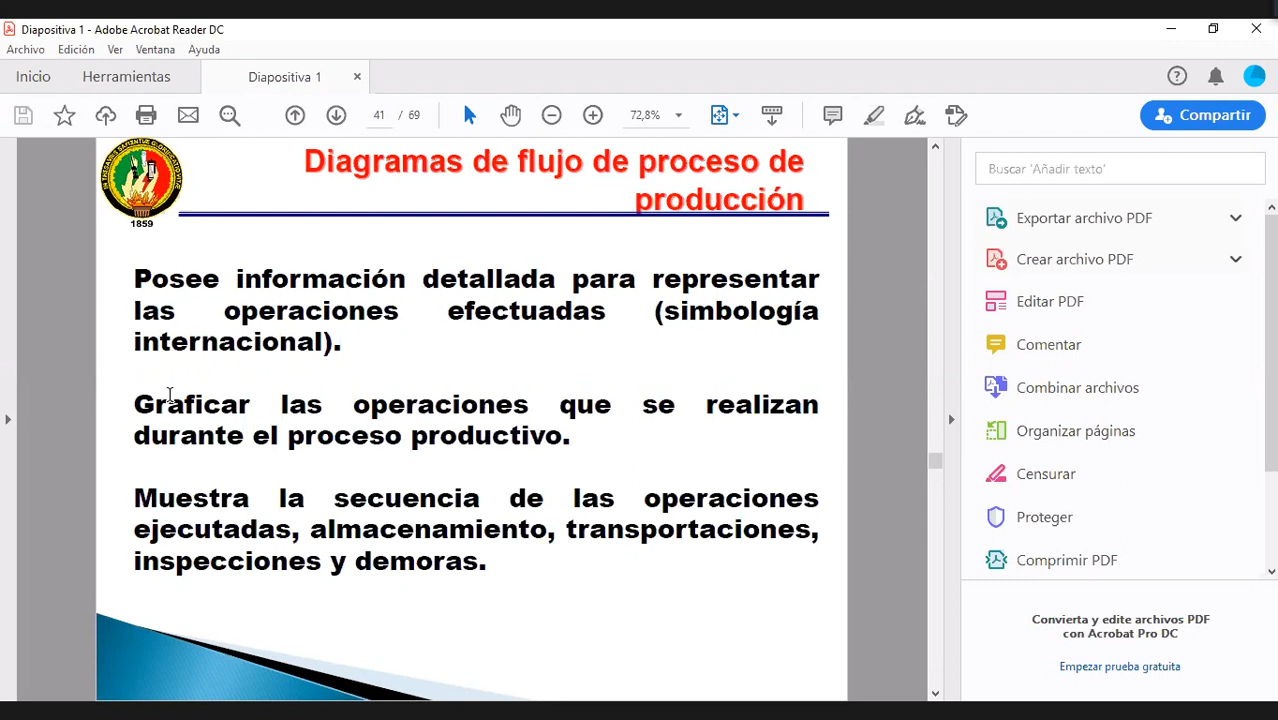 Diapositiva 1 - Adobe Acrobat Reader DC
Archivo Edición Ver Ventana Ayuda
Inicio Herramientas Diapositiva 1
41 / 69 72,8% Compartir
Diagramas de flujo de proceso de
producción
1859
Posee información detallada para representar
las operaciones efectuadas (simbología
internacional).
Graficar las operaciones que se realizan
durante el proceso productivo.
Muestra la secuencia de las operaciones
ejecutadas, almacenamiento, transportaciones,
inspecciones y demoras.
Buscar 'Añadir texto'
Exportar archivo PDF
Crear archivo PDF
Editar PDF
Comentar
Combinar archivos
Organizar páginas
Censurar
Proteger
Comprimir PDF
Convierta y edite archivos PDF
con Acrobat Pro DC
Empezar prueba gratuita